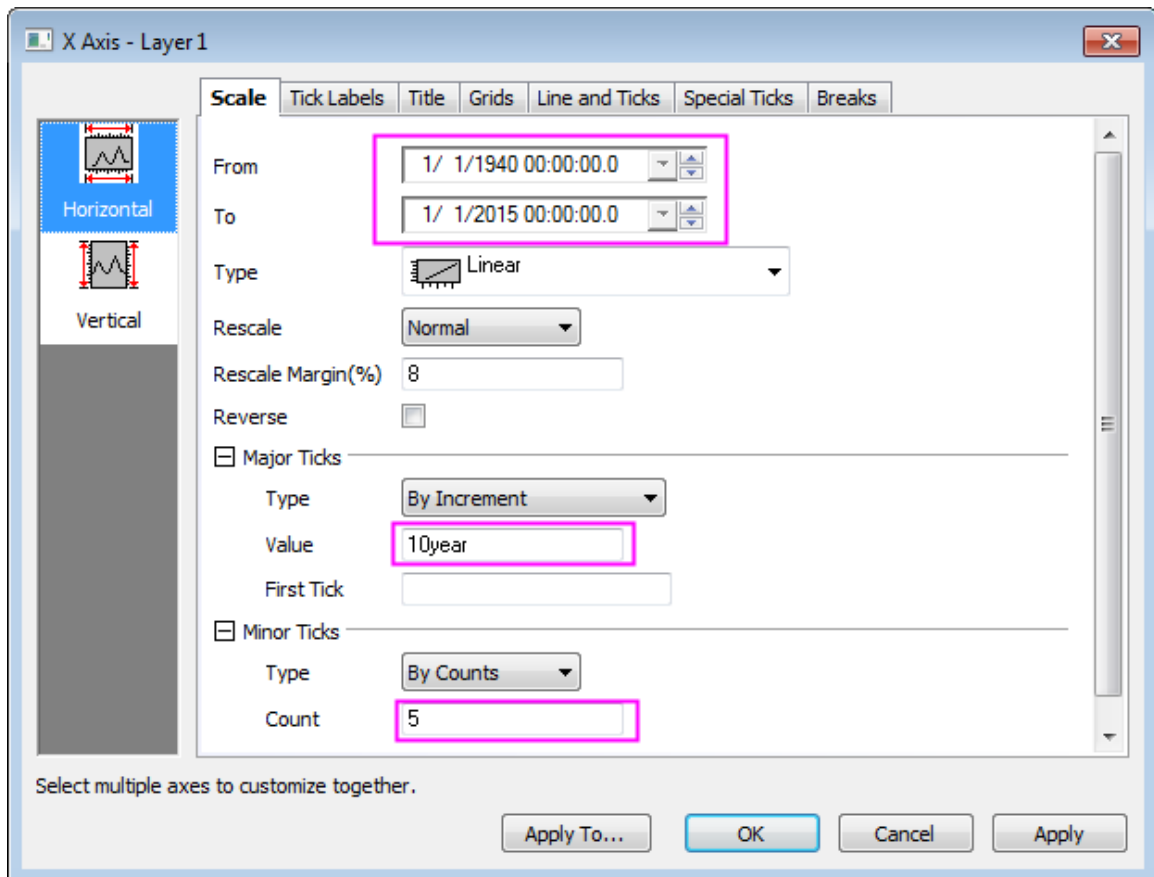 X Axis - Layer1
Scale Tick Labels Title Grids Line and Ticks Special Ticks Breaks
Horizontal
Vertical
From 1/ 1/1940 00:00:00.0
To 1/ 1/2015 00:00:00.0
Type Linear
Rescale Normal
Rescale Margin(%) 8
Reverse
Major Ticks
Type By Increment
Value 10year
First Tick
Minor Ticks
Type By Counts
Count 5
Select multiple axes to customize together.
Apply To... OK Cancel Apply